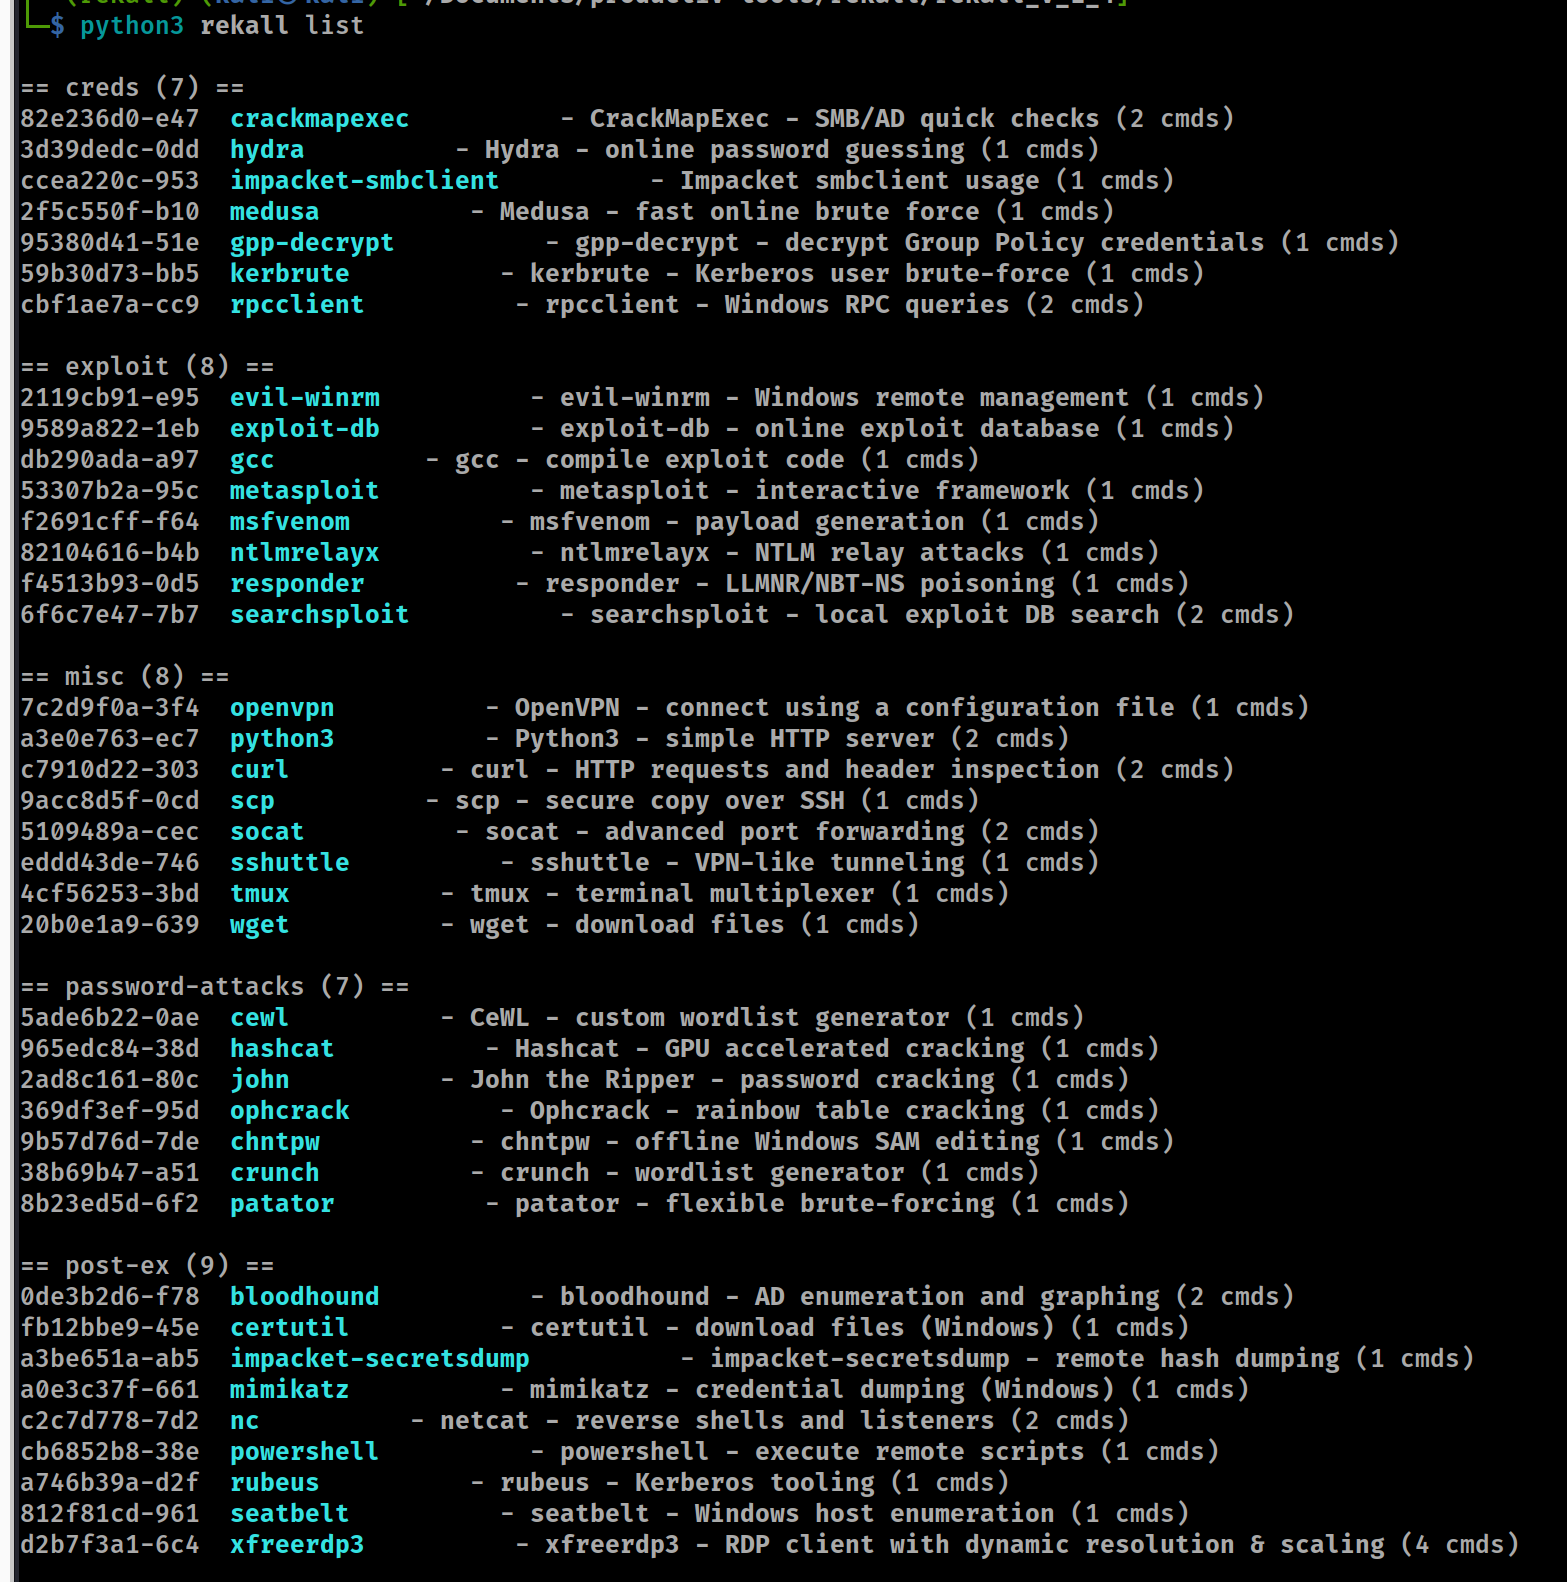 $ python3 rekall list
== creds (7) ==
82e236d0-e47 crackmapexec - CrackMapExec - SMB/AD quick checks (2 cmds)
3d39dedc-0dd hydra - Hydra - online password guessing (1 cmds)
ccea220c-953 impacket-smbclient - Impacket smbclient usage (1 cmds)
2f5c550f-b10 medusa - Medusa - fast online brute force (1 cmds)
95380d41-51e gpp-decrypt - gpp-decrypt - decrypt Group Policy credentials (1 cmds)
59b30d73-bb5 kerbrute - kerbrute - Kerberos user brute-force (1 cmds)
cbf1ae7a-cc9 rpcclient - rpcclient - Windows RPC queries (2 cmds)
== exploit (8) ==
2119cb91-e95 evil-winrm - evil-winrm - Windows remote management (1 cmds)
9589a822-1eb exploit-db - exploit-db - online exploit database (1 cmds)
db290ada-a97 gcc - gcc - compile exploit code (1 cmds)
53307b2a-95c metasploit - metasploit - interactive framework (1 cmds)
f2691cff-f64 msfvenom - msfvenom - payload generation (1 cmds)
82104616-b4b ntlmrelayx - ntlmrelayx - NTLM relay attacks (1 cmds)
f4513b93-0d5 responder - responder - LLMNR/NBT-NS poisoning (1 cmds)
6f6c7e47-7b7 searchsploit - searchsploit - local exploit DB search (2 cmds)
== misc (8) ==
7c2d9f0a-3f4 openvpn - OpenVPN - connect using a configuration file (1 cmds)
a3e0e763-ec7 python3 - Python3 - simple HTTP server (2 cmds)
c7910d22-303 curl - curl - HTTP requests and header inspection (2 cmds)
9acc8d5f-0cd scp - scp - secure copy over SSH (1 cmds)
5109489a-cec socat - socat - advanced port forwarding (2 cmds)
eddd43de-746 sshuttle - sshuttle - VPN-like tunneling (1 cmds)
4cf56253-3bd tmux - tmux - terminal multiplexer (1 cmds)
20b0e1a9-639 wget - wget - download files (1 cmds)
== password-attacks (7) ==
5ade6b22-0ae cewl - CeWL - custom wordlist generator (1 cmds)
965edc84-38d hashcat - Hashcat - GPU accelerated cracking (1 cmds)
2ad8c161-80c john - John the Ripper - password cracking (1 cmds)
369df3ef-95d ophcrack - Ophcrack - rainbow table cracking (1 cmds)
9b57d76d-7de chntpw - chntpw - offline Windows SAM editing (1 cmds)
38b69b47-a51 crunch - crunch - wordlist generator (1 cmds)
8b23ed5d-6f2 patator - patator - flexible brute-forcing (1 cmds)
== post-ex (9) ==
0de3b2d6-f78 bloodhound - bloodhound - AD enumeration and graphing (2 cmds)
fb12bbe9-45e certutil - certutil - download files (Windows) (1 cmds)
a3be651a-ab5 impacket-secretsdump - impacket-secretsdump - remote hash dumping (1 cmds)
a0e3c37f-661 mimikatz - mimikatz - credential dumping (Windows) (1 cmds)
c2c7d778-7d2 nc - netcat - reverse shells and listeners (2 cmds)
cb6852b8-38e powershell - powershell - execute remote scripts (1 cmds)
a746b39a-d2f rubeus - rubeus - Kerberos tooling (1 cmds)
812f81cd-961 seatbelt - seatbelt - Windows host enumeration (1 cmds)
d2b7f3a1-6c4 xfreerdp3 - xfreerdp3 - RDP client with dynamic resolution & scaling (4 cmds)